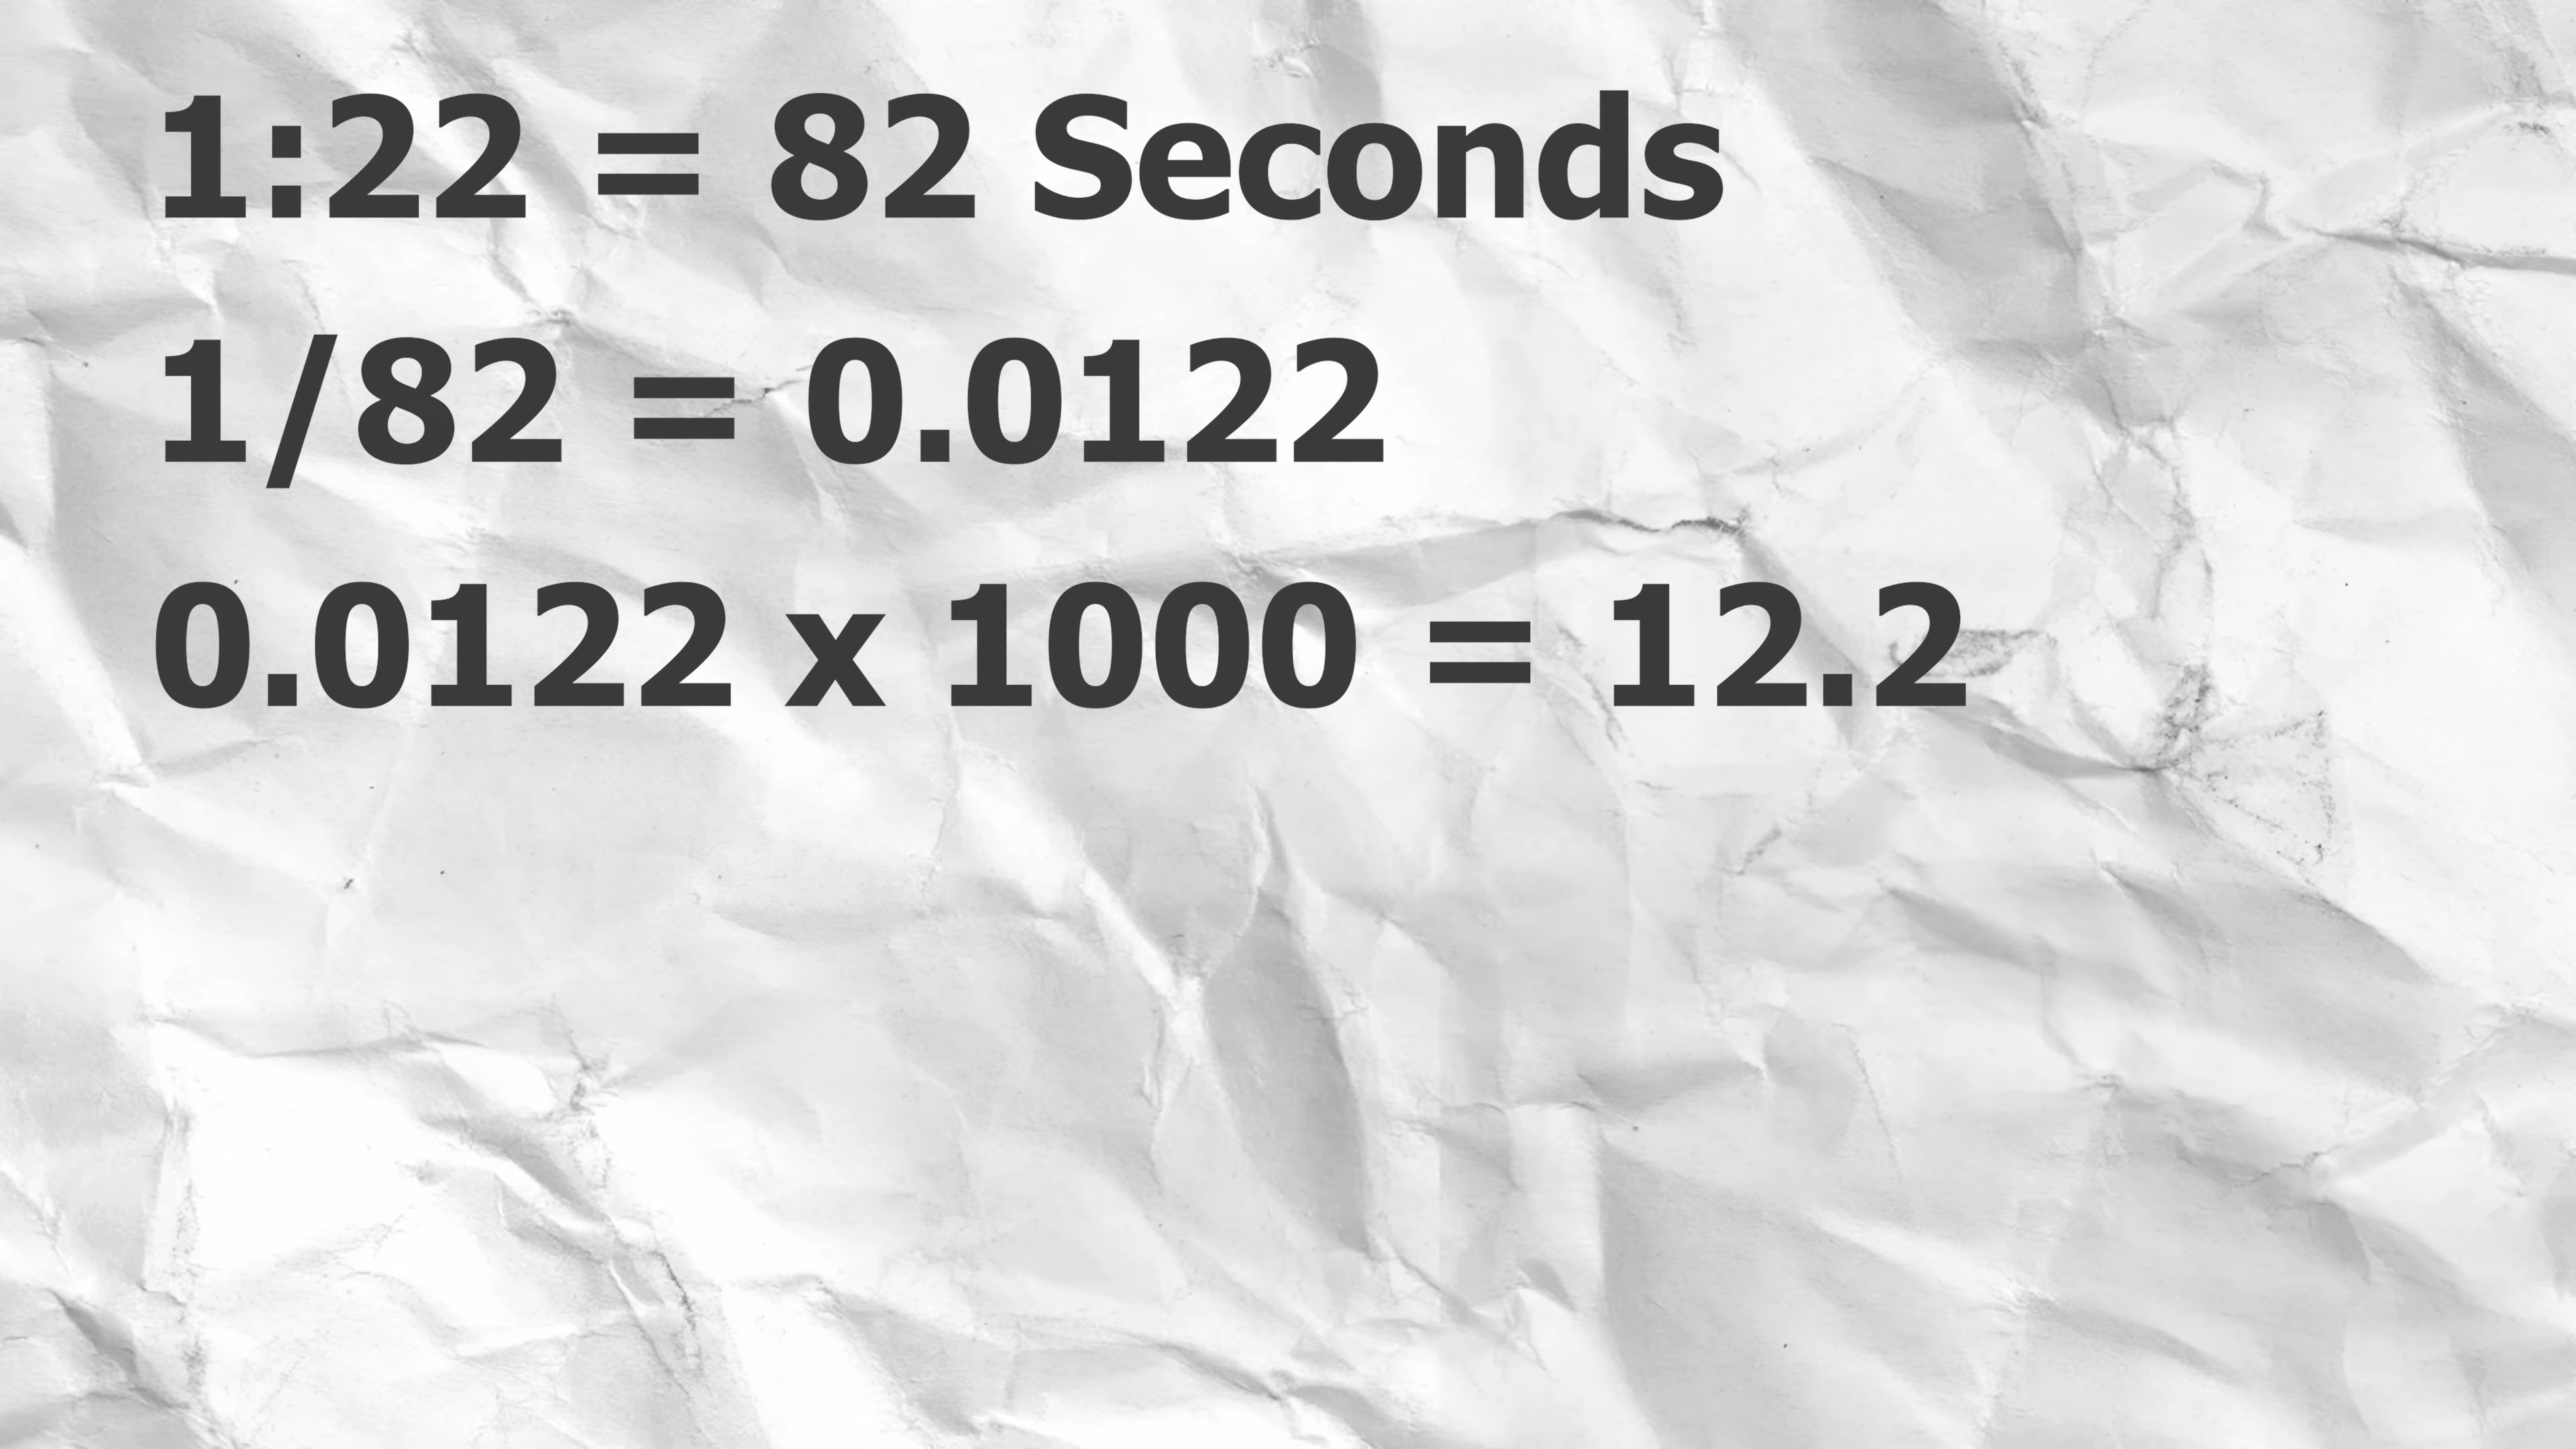 1:22 = 82 Seconds
1/82 = 0.0122
0.0122 x 1000 = 12.2